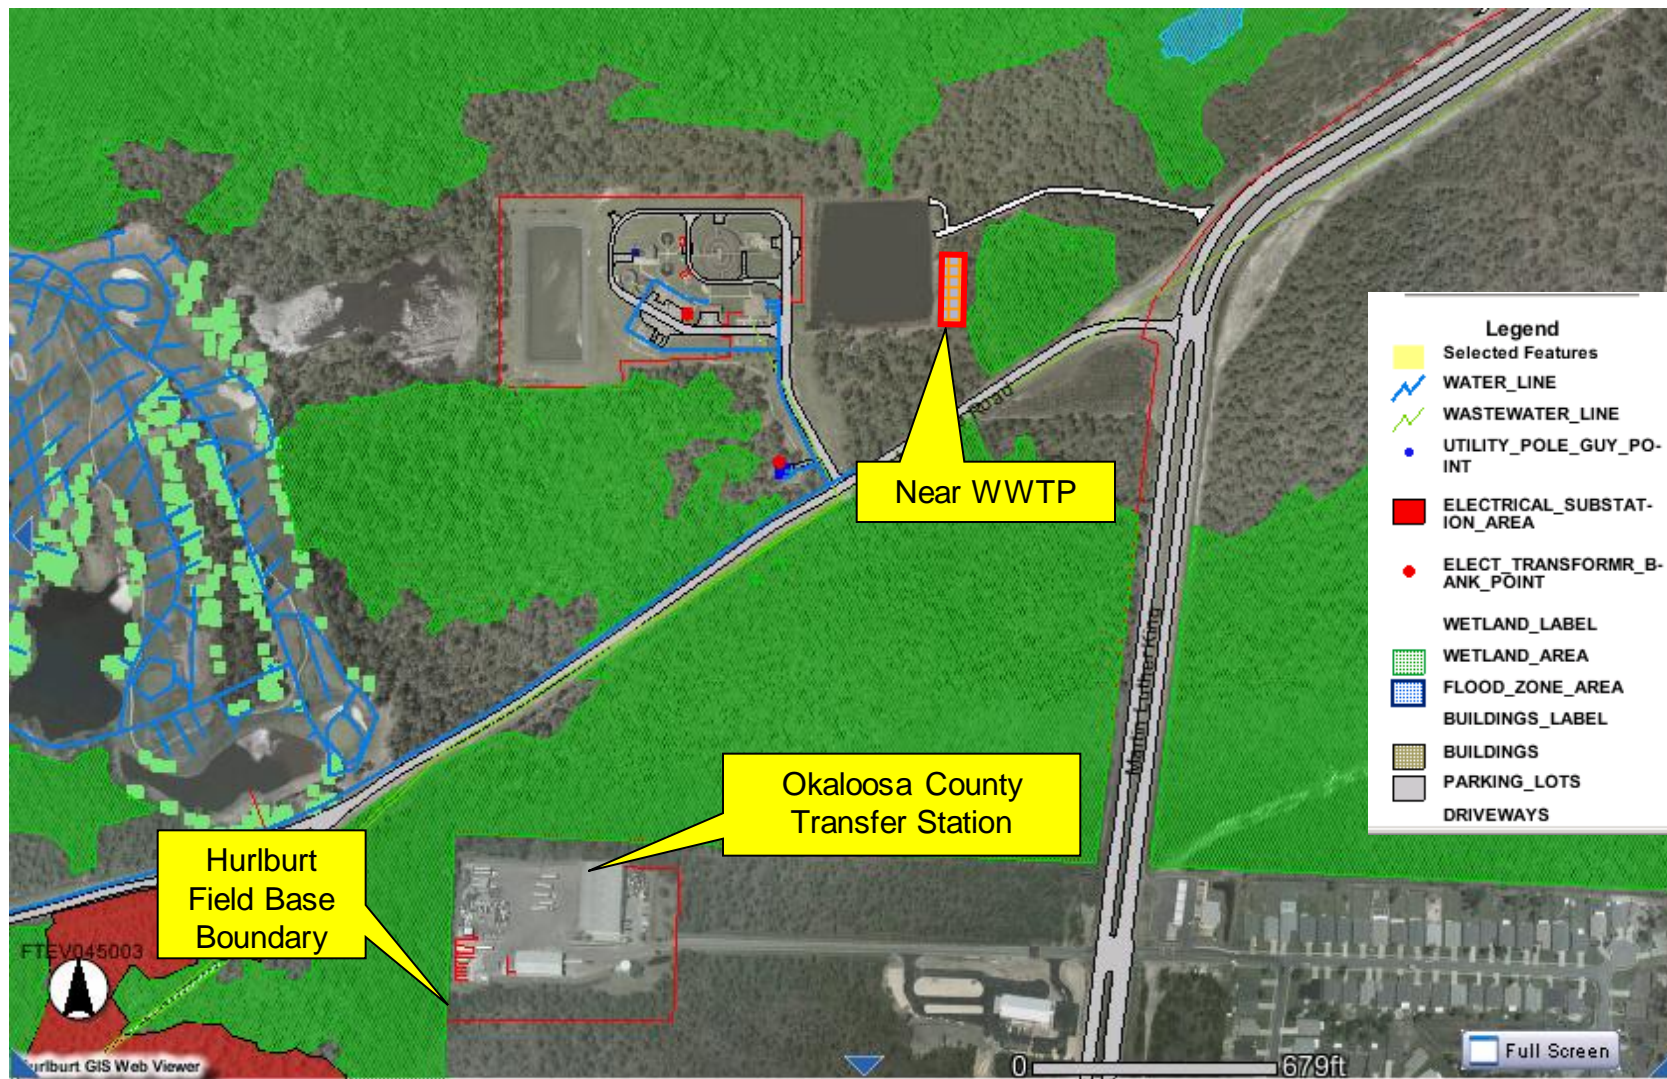 Road
Near WWTP
Legend
Selected Features
WATER_LINE
WASTEWATER_LINE
UTILITY_POLE_GUY_PO-
INT
ELECTRICAL_SUBSTAT-
ION_AREA
ELECT_TRANSFORMR_B-
ANK_POINT
WETLAND_LABEL
WETLAND_AREA
FLOOD_ZONE_AREA
BUILDINGS_LABEL
BUILDINGS
PARKING_LOTS
DRIVEWAYS
Martin Luther King
Okaloosa County
Transfer Station
Hurlburt
Field Base
Boundary
FTEV045003
urlburt GIS Web Viewer
0
679ft
Full Screen